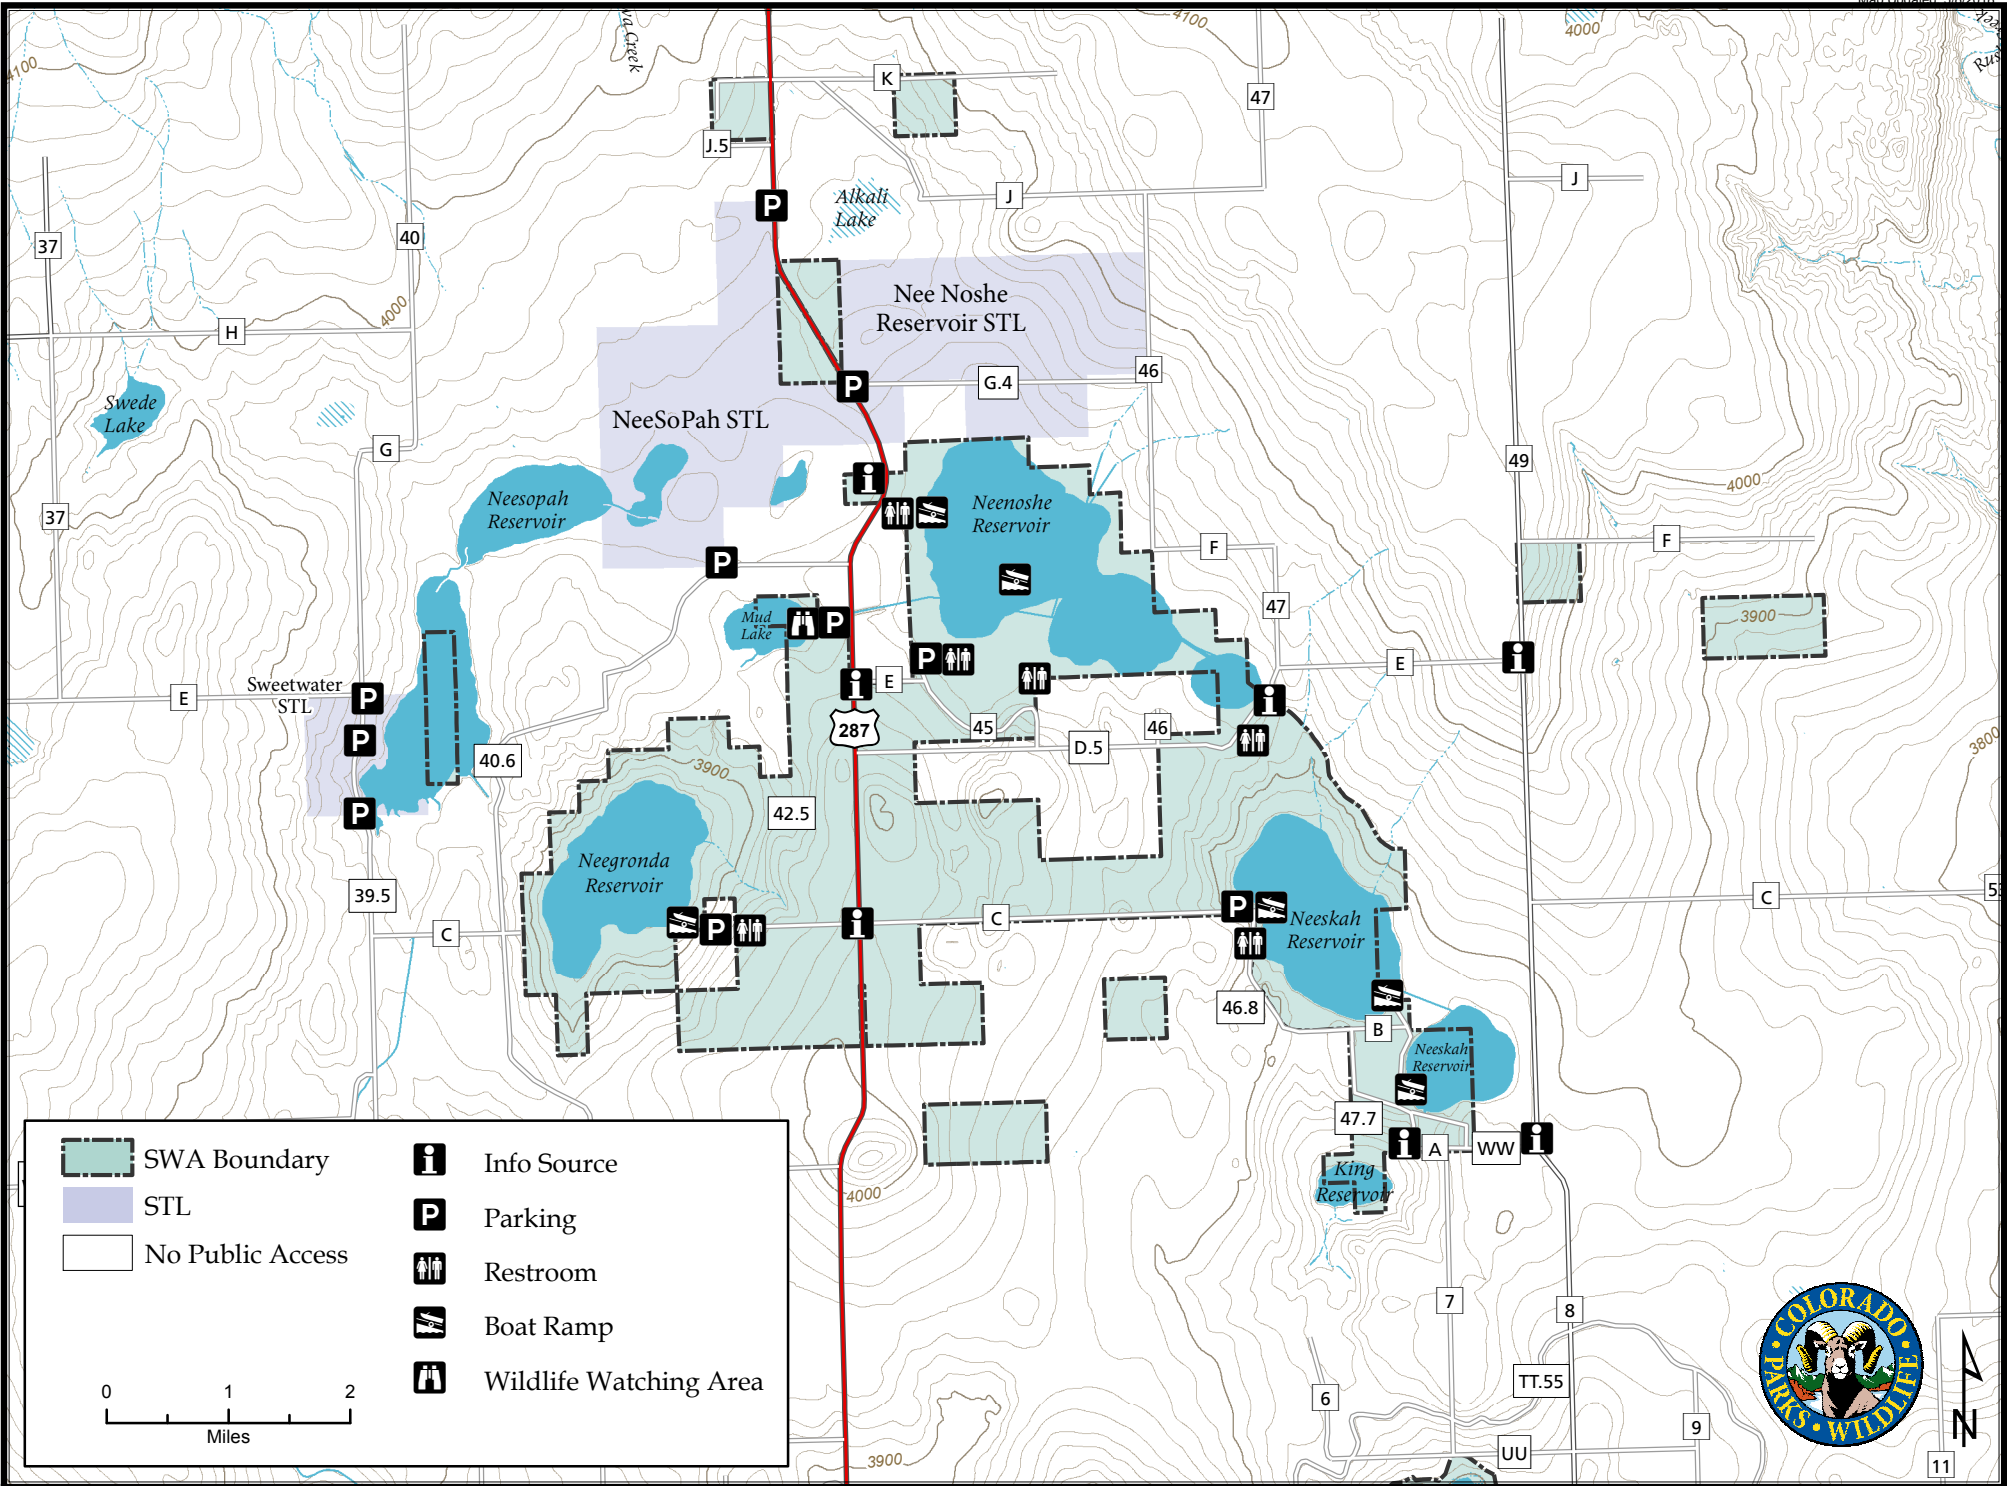 4100
4000
4100
K
47
J.5
J
J
Alkali
Lake
37
40
4000
H
Nee Noshe
Reservoir STL
46
G.4
Swede
Lake
NeeSoPah STL
G
49
4000
37
Neesopah
Reservoir
Neenoshe
Reservoir
F
F
47
3900
Mud
Lake
E
E
Sweetwater
STL
E
287
45
46
D.5
3800
40.6
3900
42.5
Neegronda
Reservoir
39.5
C
C
C
Neeskah
Reservoir
46.8
B
Neeskah
Reservoir
47.7
A
WW
King
Reservoir
4000
SWA Boundary
STL
No Public Access
Info Source
P
Parking
Restroom
Boat Ramp
Wildlife Watching Area
0 1 2
Miles
7
8
TT.55
6
9
UU
11
3900
COLORADO
PARKS • WILDLIFE
N